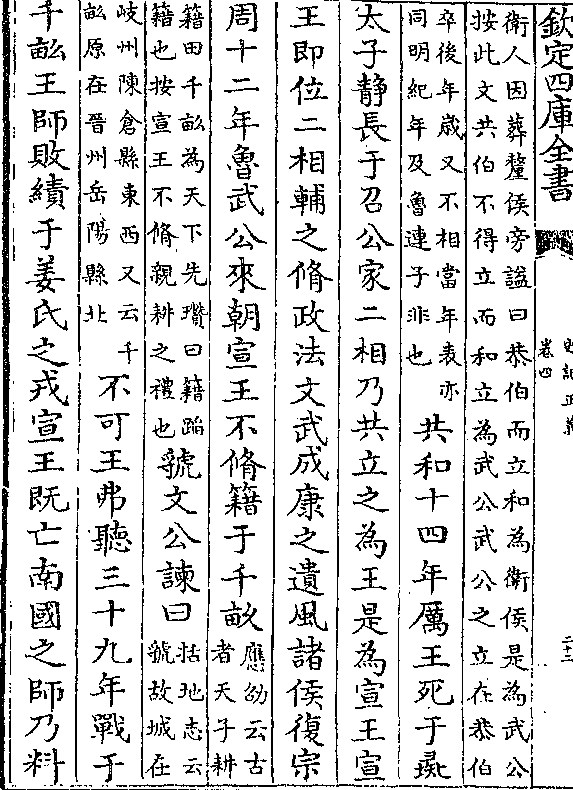 欽定四庫全書
史記正義
卷四
二十二
衛人因葬釐侯旁諡曰恭伯而立和為衛侯是為武公
按此文共伯不得立而和立為武公武公之立在恭伯
卒後年歲又不相當年表亦
同明紀年及魯連子非也
共和十四年厲王死于彘
太子靜長于召公家二相乃共立之為王是為宣王宣
王即位二相輔之脩政法文武成康之遺風諸侯復宗
周十二年魯武公來朝宣王不脩籍于千畝
應劭云古
者天子耕
籍田千畝為天下先瓚曰籍蹈
籍也按宣王不脩親耕之禮也
虢文公諫曰
括地志云
虢故城在
岐州陳倉縣東西又云千
畝原在晉州岳陽縣北
不可王弗聽三十九年戰于
千畝王師敗績于姜氏之戎宣王既亡南國之師乃料